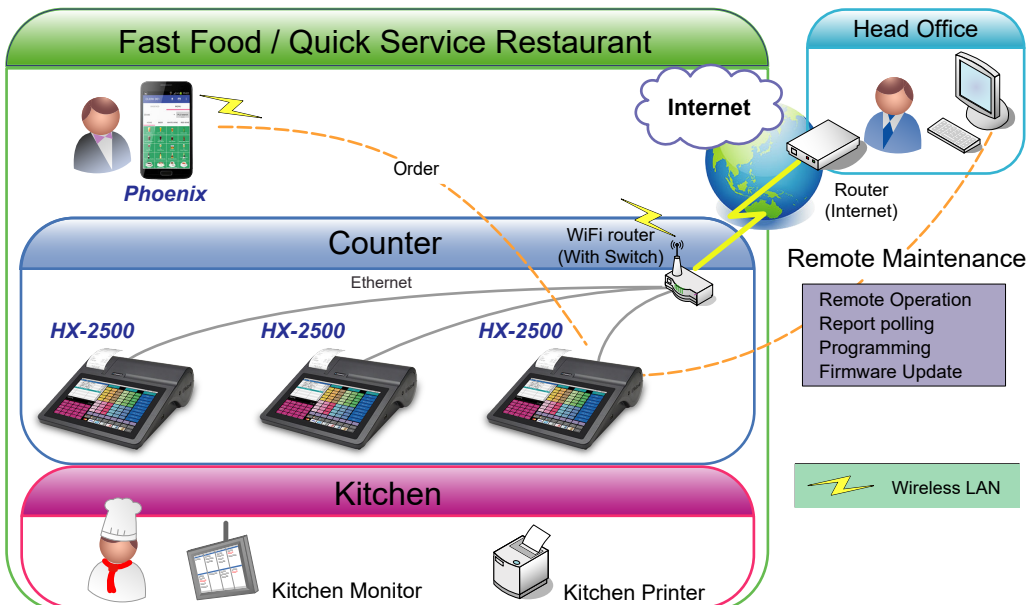 Fast Food / Quick Service Restaurant
Head Office
Internet
Phoenix
Order
Router
(Internet)
Counter
WiFi router
(With Switch)
Ethernet
Remote Maintenance
Remote Operation
Report polling
Programming
Firmware Update
HX-2500
HX-2500
HX-2500
Wireless LAN
Kitchen
Kitchen Monitor
Kitchen Printer